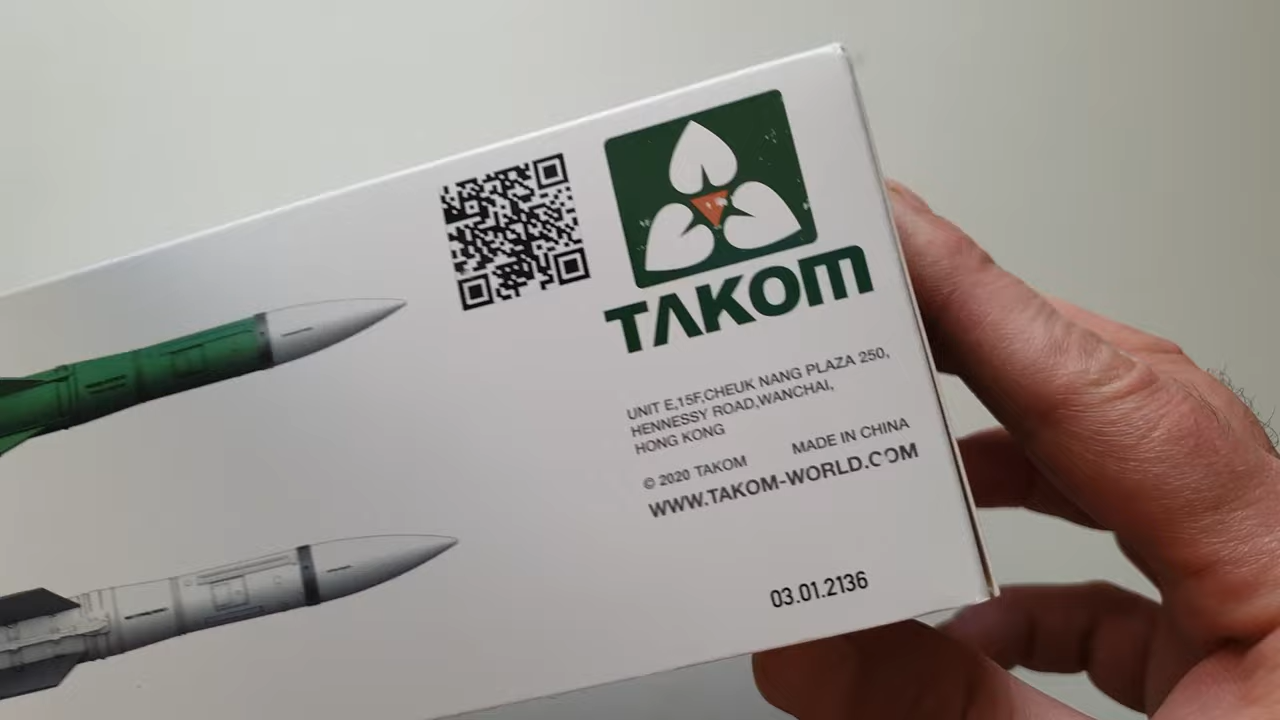 TAKOM
UNIT E,15F,CHEUK NANG PLAZA 250,
HENNESSY ROAD,WANCHAI,
HONG KONG
© 2020 TAKOM MADE IN CHINA
WWW.TAKOM-WORLD.COM
03.01.2136